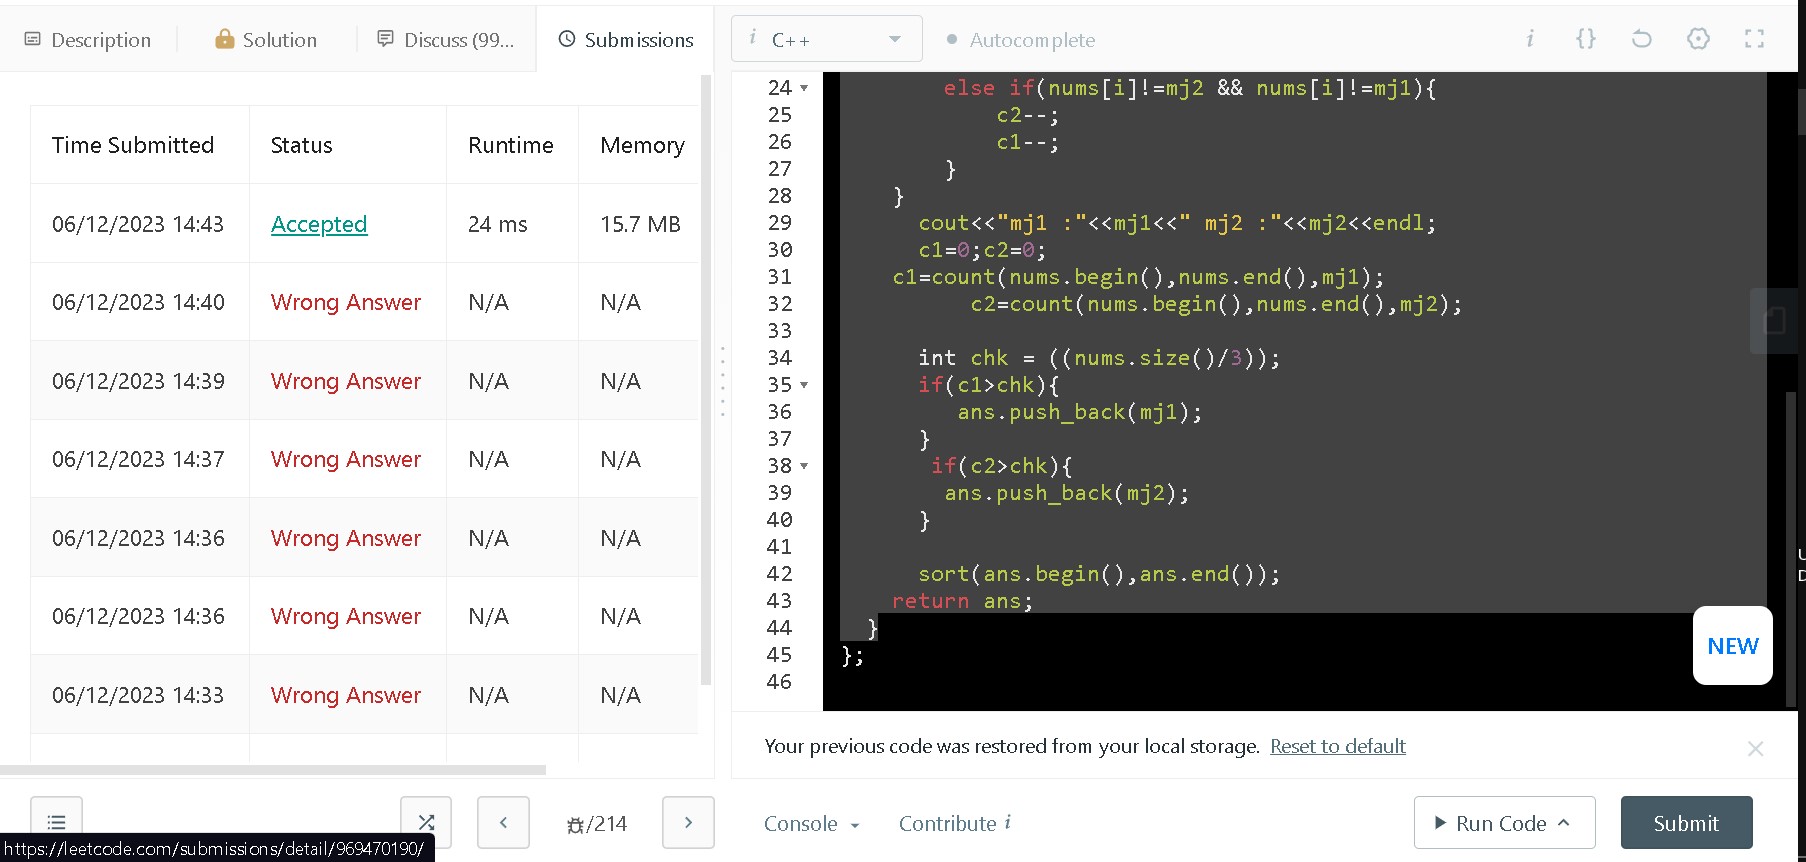 Description
Solution
Discuss (99...
Submissions
Time Submitted Status Runtime Memory
06/12/2023 14:43 Accepted 24 ms 15.7 MB
06/12/2023 14:40 Wrong Answer N/A N/A
06/12/2023 14:39 Wrong Answer N/A N/A
06/12/2023 14:37 Wrong Answer N/A N/A
06/12/2023 14:36 Wrong Answer N/A N/A
06/12/2023 14:36 Wrong Answer N/A N/A
06/12/2023 14:33 Wrong Answer N/A N/A
/214
https://leetcode.com/submissions/detail/969470190/
i C++
Autocomplete
i {}
24 else if(nums[i]!=mj2 && nums[i]!=mj1){
25 c2--;
26 c1--;
27 }
28 }
29 cout<<"mj1 :"<<mj1<<" mj2 :"<<mj2<<endl;
30 c1=0;c2=0;
31 c1=count(nums.begin(),nums.end(),mj1);
32 c2=count(nums.begin(),nums.end(),mj2);
33
34 int chk = ((nums.size()/3));
35 if(c1>chk){
36 ans.push_back(mj1);
37 }
38 if(c2>chk){
39 ans.push_back(mj2);
40 }
41
42 sort(ans.begin(),ans.end());
43 return ans;
44 }
45 };
46
NEW
Your previous code was restored from your local storage. Reset to default
Console
Contribute i
Run Code
Submit